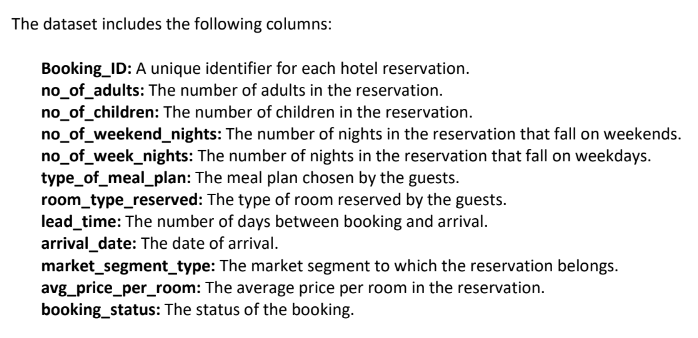 The dataset includes the following columns:
Booking_ID: A unique identifier for each hotel reservation.
no_of_adults: The number of adults in the reservation.
no_of_children: The number of children in the reservation.
no_of_weekend_nights: The number of nights in the reservation that fall on weekends.
no_of_week_nights: The number of nights in the reservation that fall on weekdays.
type_of_meal_plan: The meal plan chosen by the guests.
room_type_reserved: The type of room reserved by the guests.
lead_time: The number of days between booking and arrival.
arrival_date: The date of arrival.
market_segment_type: The market segment to which the reservation belongs.
avg_price_per_room: The average price per room in the reservation.
booking_status: The status of the booking.